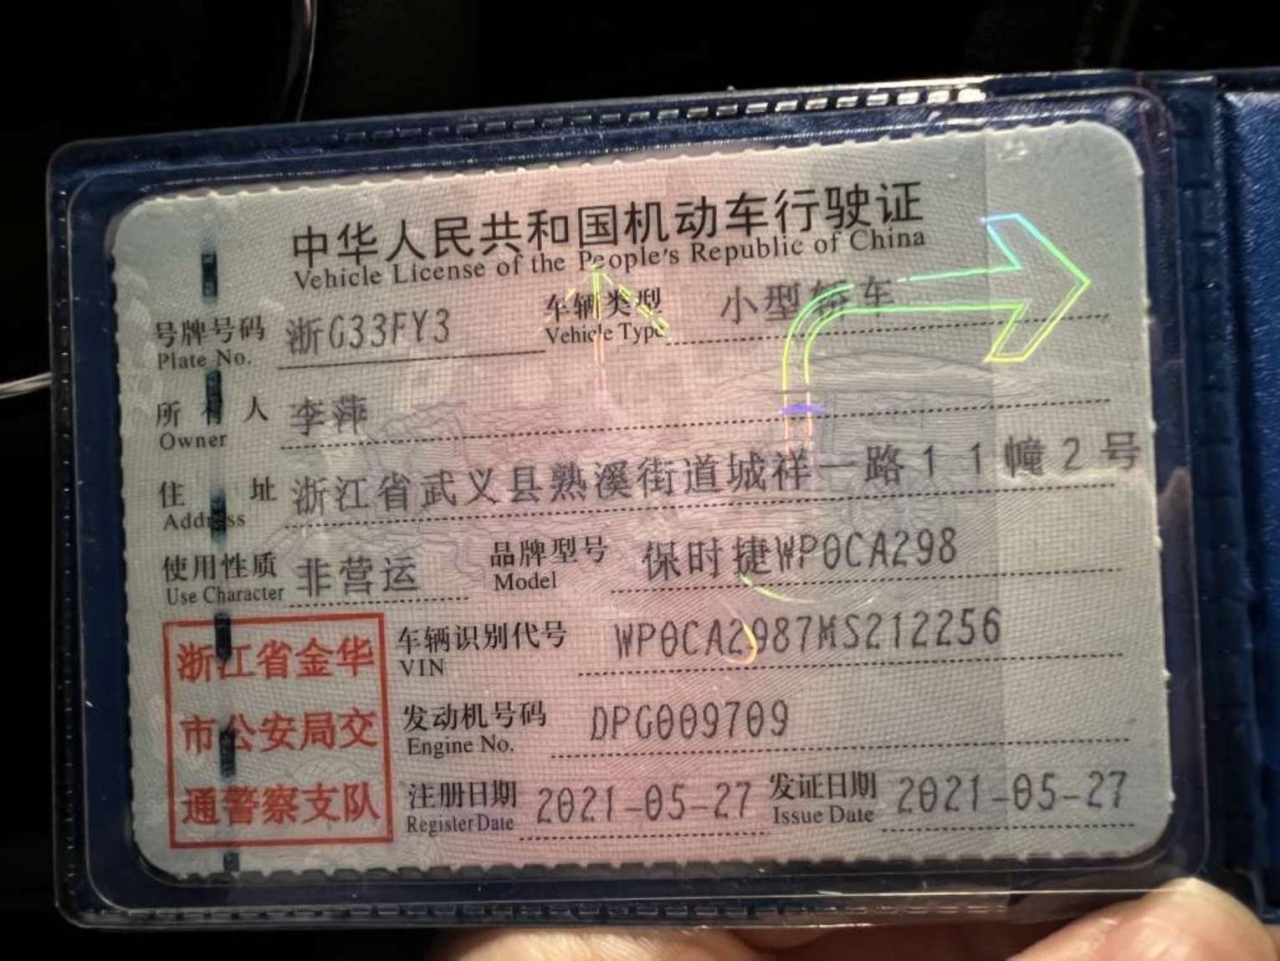 中华人民共和国机动车行驶证
Vehicle License of the People's Republic of China
号牌号码 浙G33FY3 车辆类型 小型轿车
Plate No. Vehicle Type
所有人 李萍
Owner
住址 浙江省武义县熟溪街道城祥一路11幢2号
Address
使用性质 非营运 品牌型号 保时捷WP0CA298
Use Character Model
浙江省金华
市公安局交
通警察支队
车辆识别代号 WP0CA2987MS212256
VIN
发动机号码 DPG009709
Engine No.
注册日期 2021-05-27 发证日期 2021-05-27
Register Date Issue Date